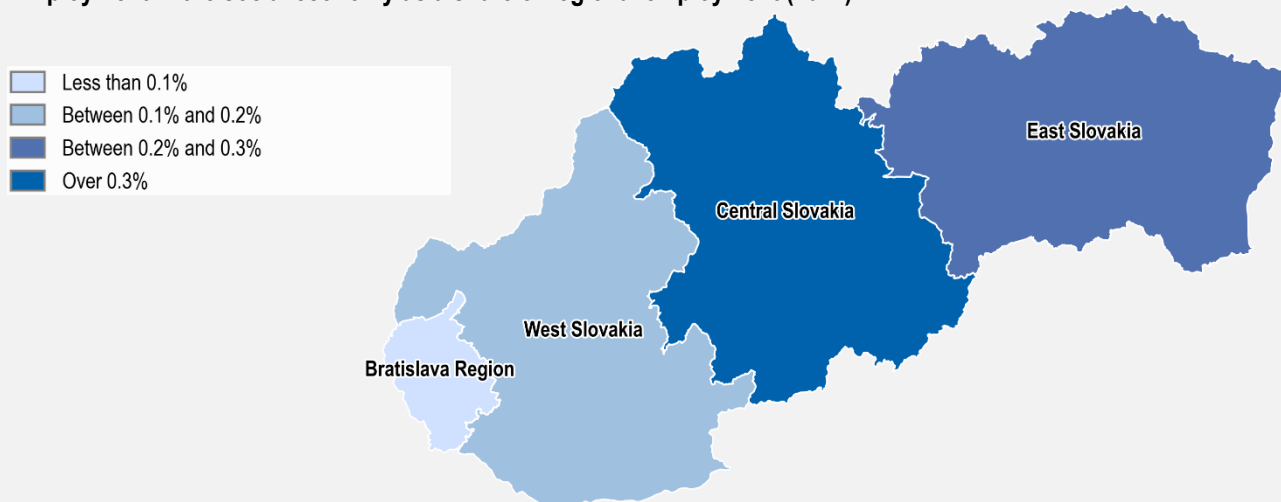 Less than 0.1%
Between 0.1% and 0.2%
Between 0.2% and 0.3%
Over 0.3%
East Slovakia
Central Slovakia
West Slovakia
Bratislava Region